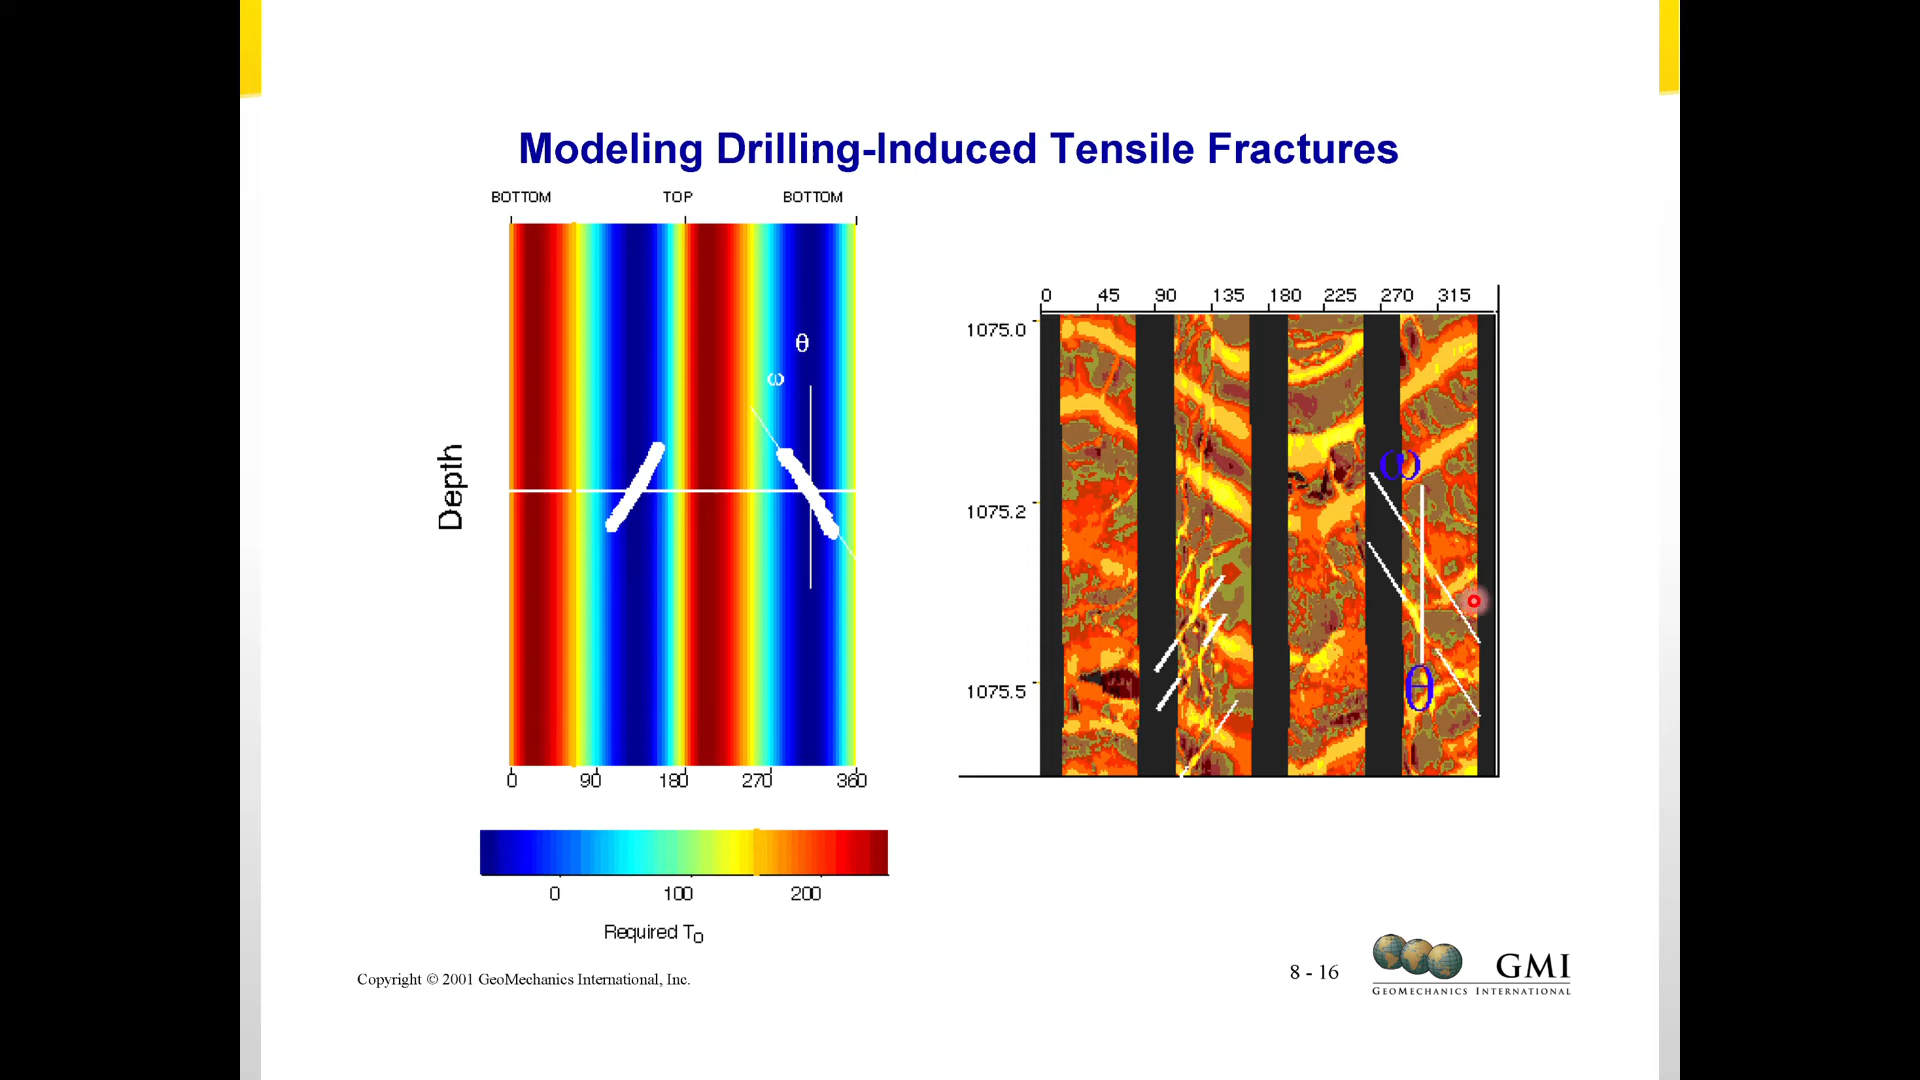 Modeling Drilling-Induced Tensile Fractures
BOTTOM TOP BOTTOM
θ
ω
Depth
0 90 180 270 360
0 100 200
Required T0
0 45 90 135 180 225 270 315
1075.0
ω
1075.2
θ
1075.5
Copyright © 2001 GeoMechanics International, Inc.
8 - 16
GMI
GEOMECHANICS INTERNATIONAL